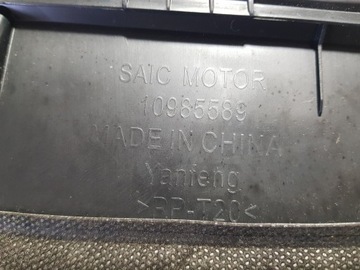 SAIC MOTOR
10985589
MADE IN CHINA
Yanfeng
>PP-T20<